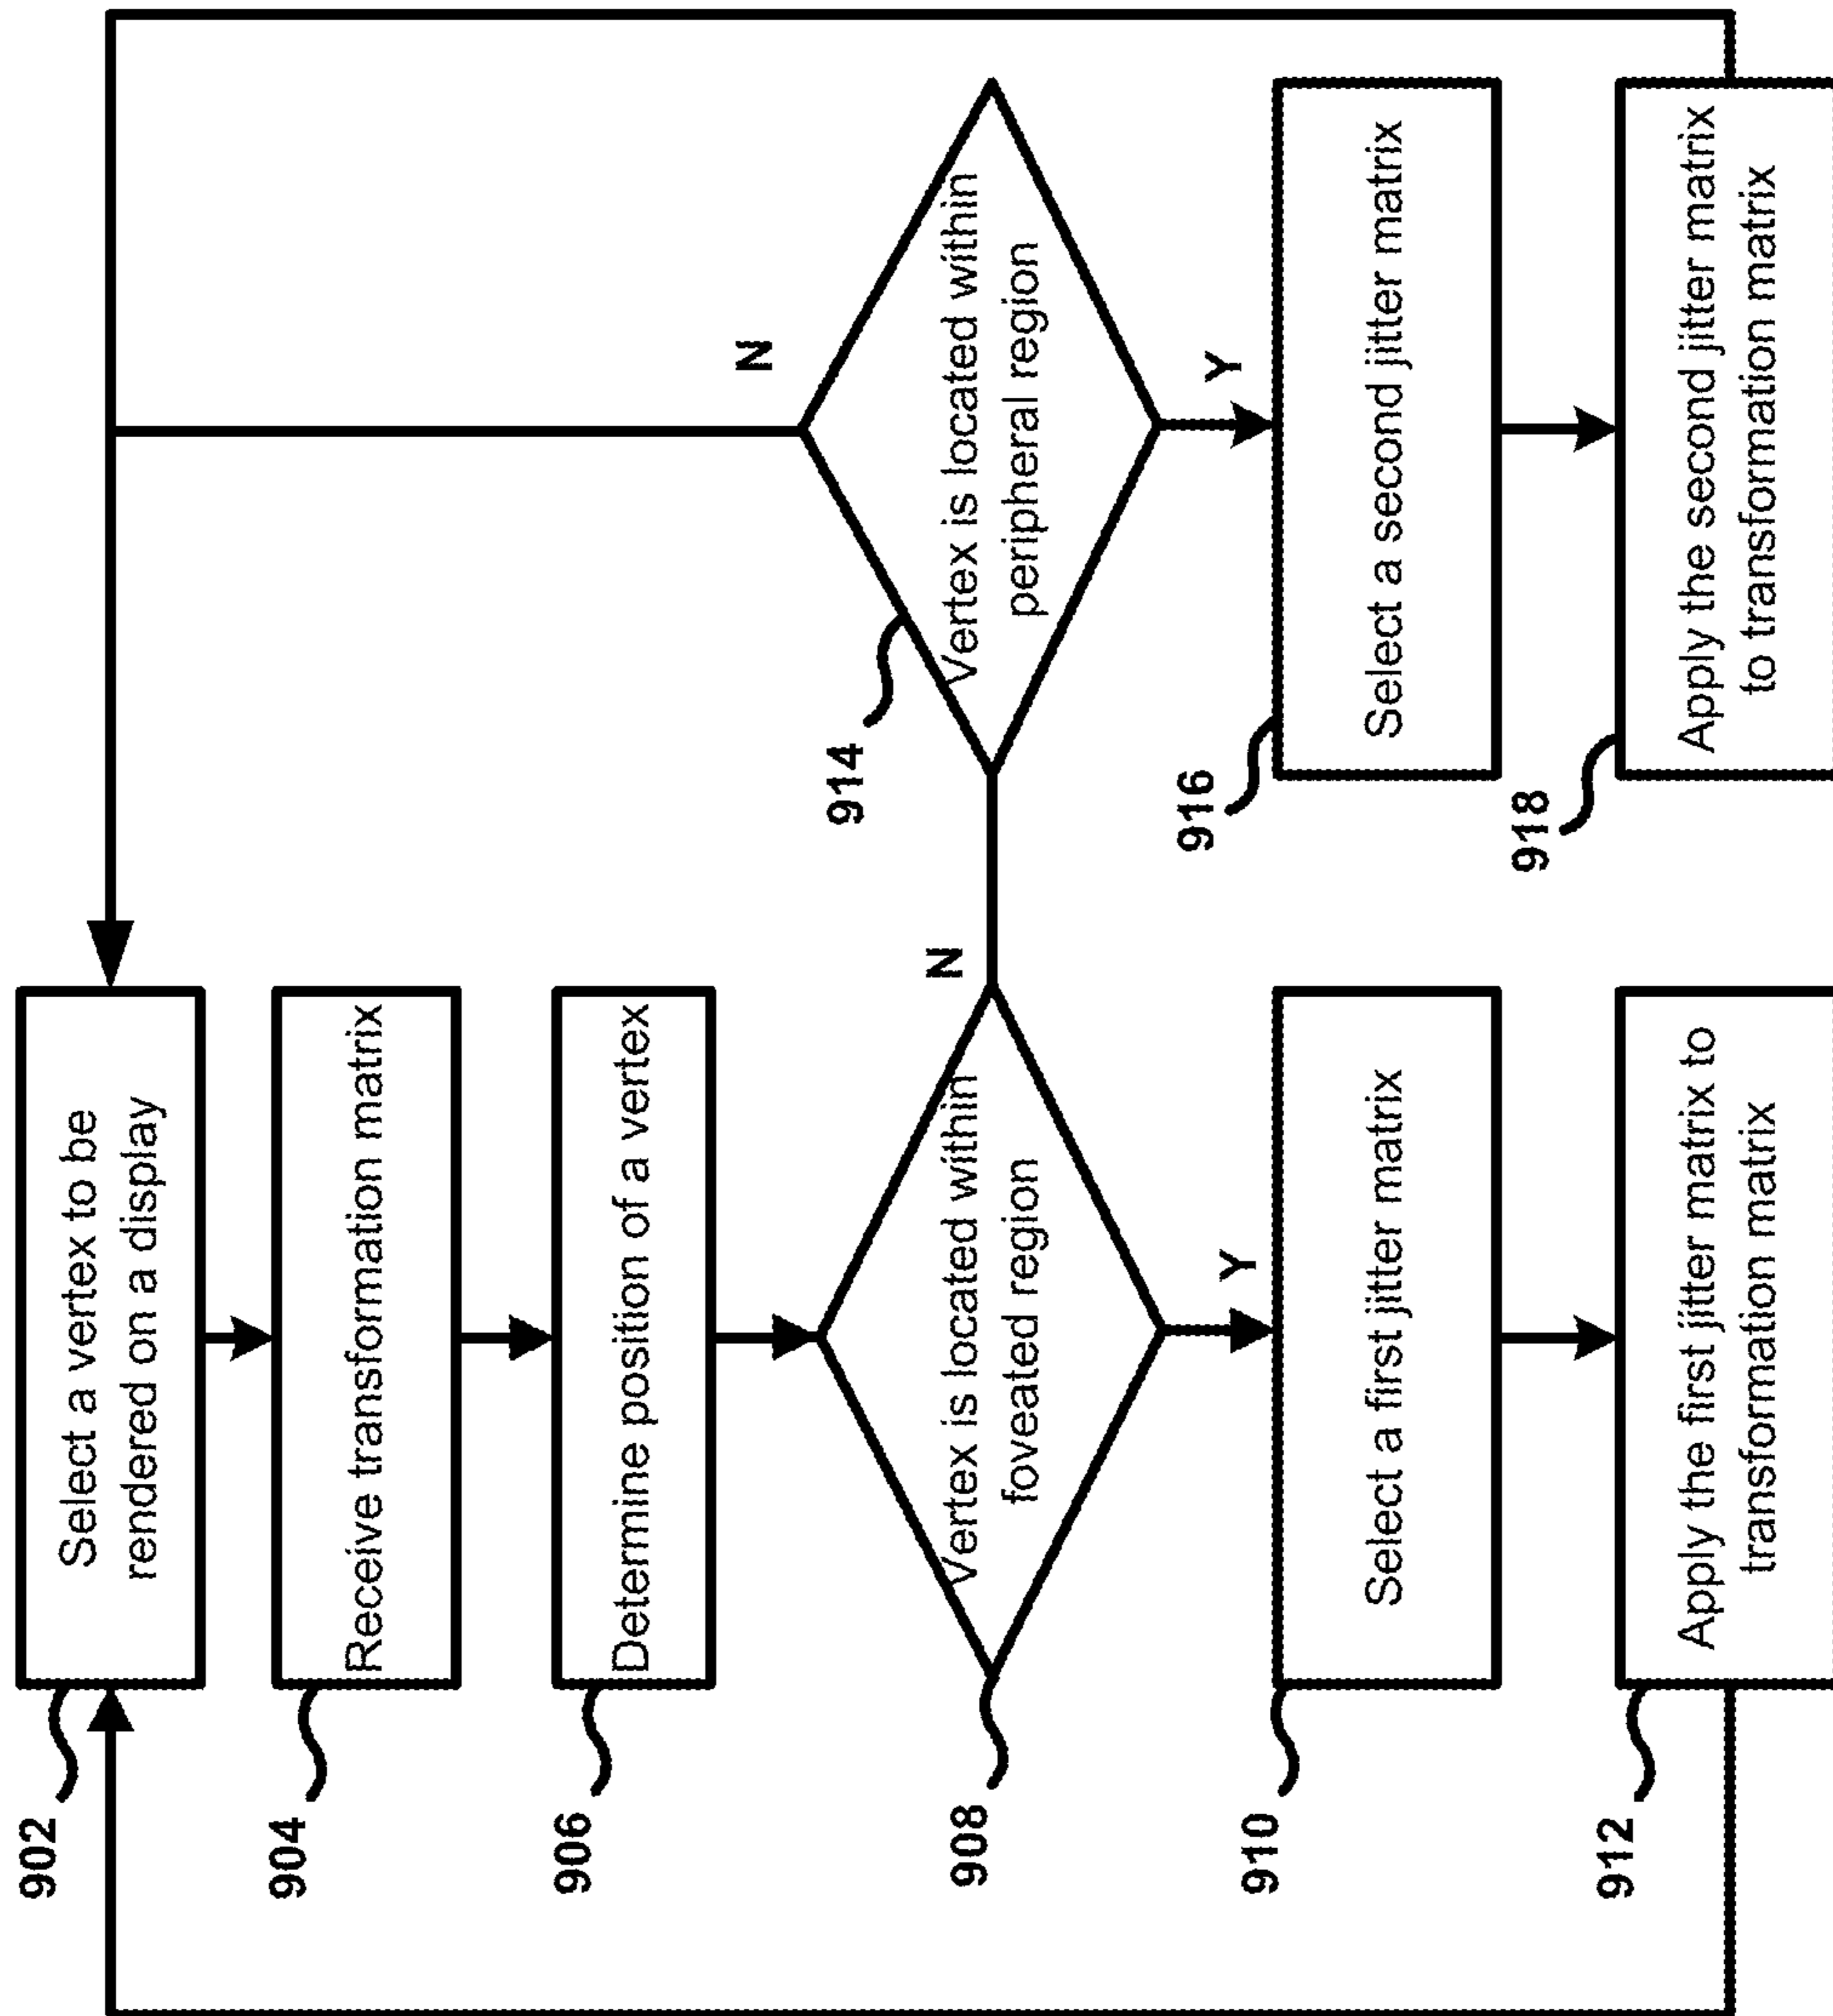 902
Select a vertex to be
rendered on a display
904
Receive transformation matrix
906
Determine position of a vertex
908
Vertex is located within
foveated region
N
Y
910
Select a first jitter matrix
912
Apply the first jitter matrix to
transformation matrix
914
Vertex is located within
peripheral region
N
Y
916
Select a second jitter matrix
918
Apply the second jitter matrix
to transformation matrix